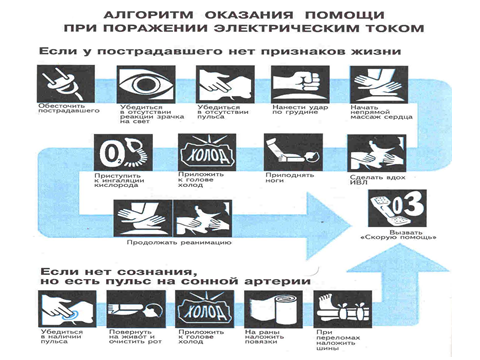 АЛГОРИТМ ОКАЗАНИЯ ПОМОЩИ
ПРИ ПОРАЖЕНИИ ЭЛЕКТРИЧЕСКИМ ТОКОМ
Если у пострадавшего нет признаков жизни
Обесточить
пострадавшего
Убедиться
в отсутствии
реакции зрачка
на свет
Убедиться
в отсутствии
пульса
Нанести удар
по грудине
Начать
непрямой
массаж сердца
O2
Приступить
к ингаляции
кислорода
ХОЛОД
Приложить
к голове
холод
Приподнять
ноги
Сделать вдох
ИВЛ
Продолжать реанимацию
03
Вызвать
«Скорую помощь»
Если нет сознания,
но есть пульс на сонной артерии
Убедиться
в наличии
пульса
Повернуть
на живот и
очистить рот
ХОЛОД
Приложить
к голове
холод
На раны
наложить
повязки
При
переломах
наложить
шины